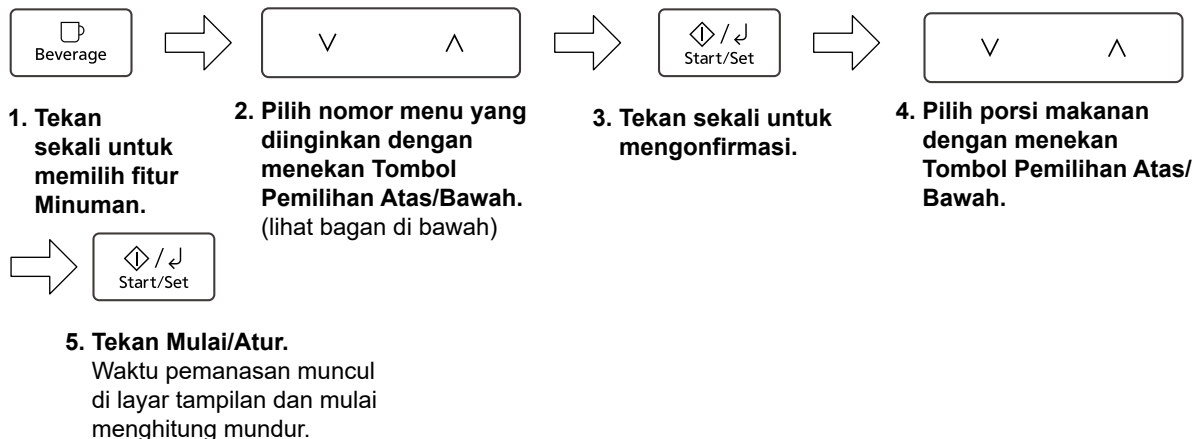 Beverage
Start/Set
1. Tekan
sekali untuk
memilih fitur
Minuman.
2. Pilih nomor menu yang
diinginkan dengan
menekan Tombol
Pemilihan Atas/Bawah.
(lihat bagan di bawah)
3. Tekan sekali untuk
mengonfirmasi.
4. Pilih porsi makanan
dengan menekan
Tombol Pemilihan Atas/
Bawah.
Start/Set
5. Tekan Mulai/Atur.
Waktu pemanasan muncul
di layar tampilan dan mulai
menghitung mundur.